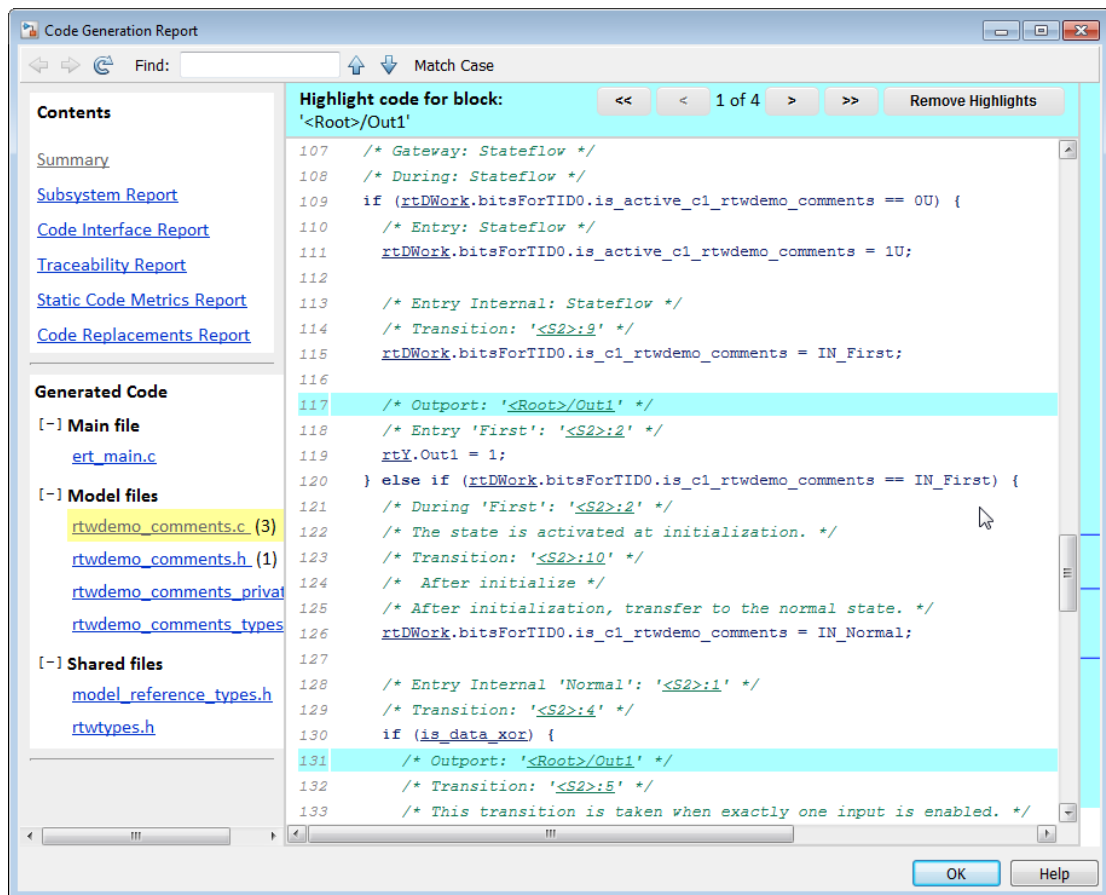 Code Generation Report
Find:
Match Case
Contents
Summary
Subsystem Report
Code Interface Report
Traceability Report
Static Code Metrics Report
Code Replacements Report
Generated Code
[-] Main file
ert_main.c
[-] Model files
rtwdemo_comments.c (3)
rtwdemo_comments.h (1)
rtwdemo_comments_privat
rtwdemo_comments_types
[-] Shared files
model_reference_types.h
rtwtypes.h
Highlight code for block:
'<Root>/Out1'
<< < 1 of 4 > >> Remove Highlights
107 /* Gateway: Stateflow */
108 /* During: Stateflow */
109 if (rtDWork.bitsForTID0.is_active_c1_rtwdemo_comments == 0U) {
110 /* Entry: Stateflow */
111 rtDWork.bitsForTID0.is_active_c1_rtwdemo_comments = 1U;
112
113 /* Entry Internal: Stateflow */
114 /* Transition: '<S2>:9' */
115 rtDWork.bitsForTID0.is_c1_rtwdemo_comments = IN_First;
116
117 /* Outport: '<Root>/Out1' */
118 /* Entry 'First': '<S2>:2' */
119 rtY.Out1 = 1;
120 } else if (rtDWork.bitsForTID0.is_c1_rtwdemo_comments == IN_First) {
121 /* During 'First': '<S2>:2' */
122 /* The state is activated at initialization. */
123 /* Transition: '<S2>:10' */
124 /*  After initialize */
125 /* After initialization, transfer to the normal state. */
126 rtDWork.bitsForTID0.is_c1_rtwdemo_comments = IN_Normal;
127
128 /* Entry Internal 'Normal': '<S2>:1' */
129 /* Transition: '<S2>:4' */
130 if (is_data_xor) {
131 /* Outport: '<Root>/Out1' */
132 /* Transition: '<S2>:5' */
133 /* This transition is taken when exactly one input is enabled. */
OK
Help